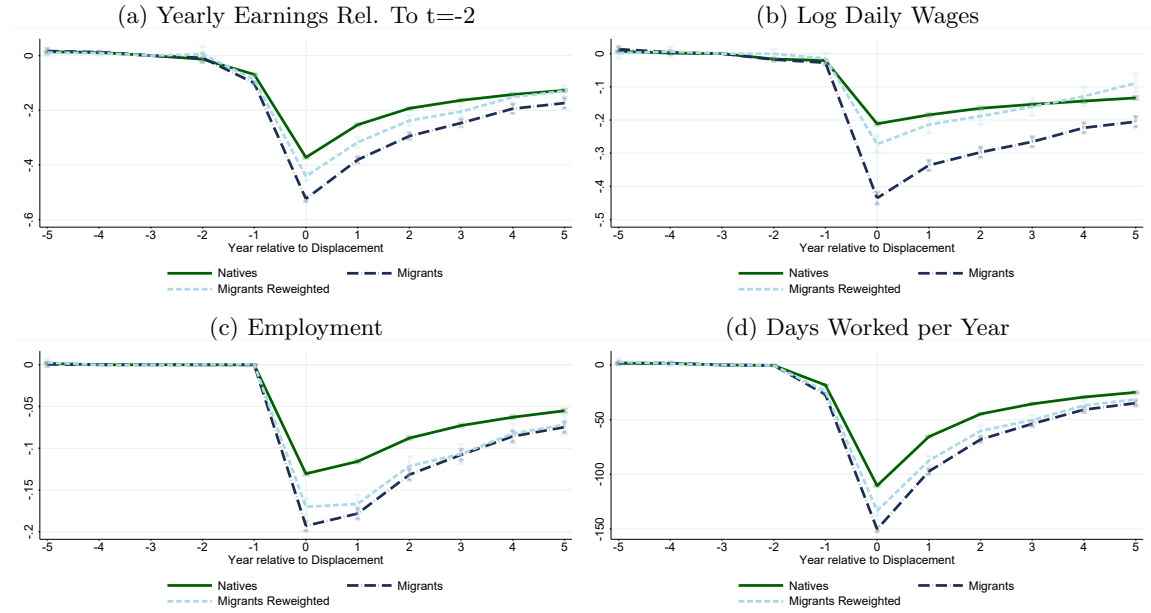 (a) Yearly Earnings Rel. To t=-2
0
-.2
-.4
-.6
-5 -4 -3 -2 -1 0 1 2 3 4 5
Year relative to Displacement
Natives Migrants
Migrants Reweighted
(b) Log Daily Wages
0
-.1
-.2
-.3
-.4
-.5
-5 -4 -3 -2 -1 0 1 2 3 4 5
Year relative to Displacement
Natives Migrants
Migrants Reweighted
(c) Employment
0
-.05
-.1
-.15
-.2
-5 -4 -3 -2 -1 0 1 2 3 4 5
Year relative to Displacement
Natives Migrants
Migrants Reweighted
(d) Days Worked per Year
0
-50
-100
-150
-5 -4 -3 -2 -1 0 1 2 3 4 5
Year relative to Displacement
Natives Migrants
Migrants Reweighted